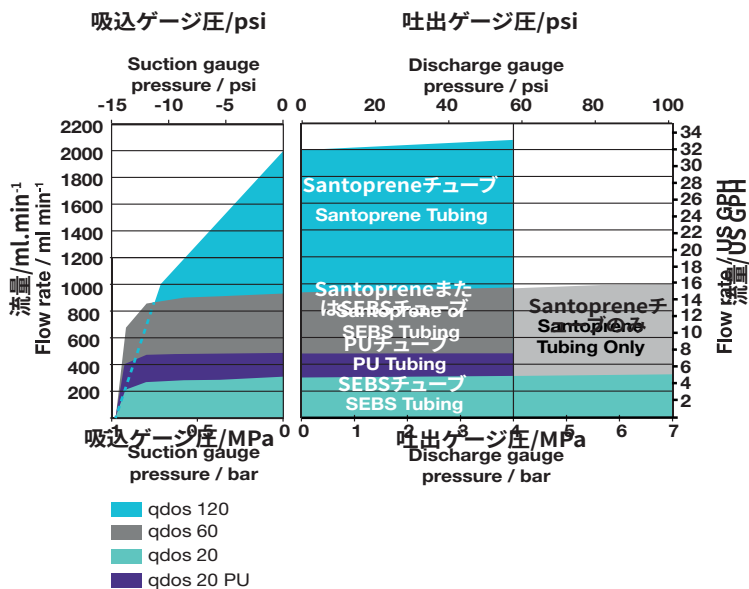 吸込ゲージ圧/psi
吐出ゲージ圧/psi
Suction gauge
pressure / psi
Discharge gauge
pressure / psi
-15 -10 -5 0 0 20 40 60 80 100
2200
2000
1800
1600
1400
1200
1000
800
600
400
200
流量/ml.min-1
Flow rate / ml min-1
Santopreneチューブ
Santoprene Tubing
Santopreneまた
はSEBSチューブ
Santoprene or
SEBS Tubing
PUチューブ
PU Tubing
SEBSチューブ
SEBS Tubing
Santopreneチ
ューブのみ
Santoprene
Tubing Only
34
32
30
28
26
24
22
20
18
16
14
12
10
8
6
4
2
Flow rate / US GPH
流量/US GPH
-1 0.5 0 0 1 2 3 4 5 6 7
吸込ゲージ圧/MPa
吐出ゲージ圧/MPa
Suction gauge
pressure / bar
Discharge gauge
pressure / bar
qdos 120
qdos 60
qdos 20
qdos 20 PU